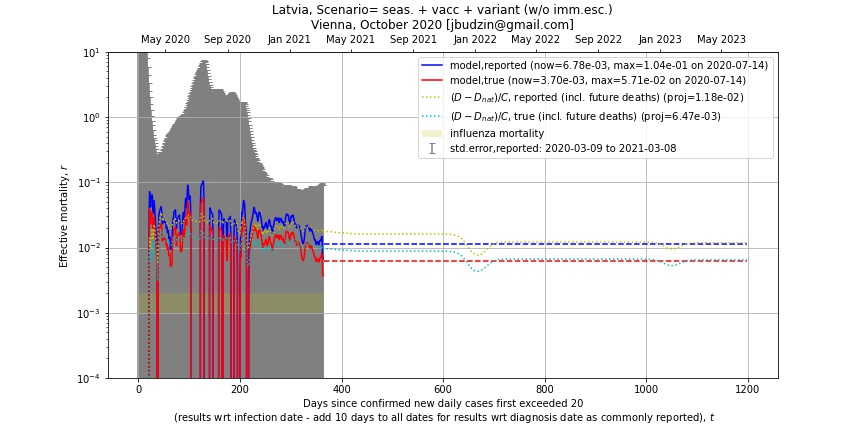 Latvia, Scenario= seas. + vacc + variant (w/o imm.esc.)
Vienna, October 2020 [jbudzin@gmail.com]
May 2020 Sep 2020 Jan 2021 May 2021 Sep 2021 Jan 2022 May 2022 Sep 2022 Jan 2023 May 2023
model,reported (now=6.78e-03, max=1.04e-01 on 2020-07-14)
model,true (now=3.70e-03, max=5.71e-02 on 2020-07-14)
(D − D_nat)/C, reported (incl. future deaths) (proj=1.18e-02)
(D − D_nat)/C, true (incl. future deaths) (proj=6.47e-03)
influenza mortality
std.error,reported: 2020-03-09 to 2021-03-08
Effective mortality, r
10¹
10⁰
10⁻¹
10⁻²
10⁻³
10⁻⁴
0 200 400 600 800 1000 1200
Days since confirmed new daily cases first exceeded 20
(results wrt infection date - add 10 days to all dates for results wrt diagnosis date as commonly reported), t